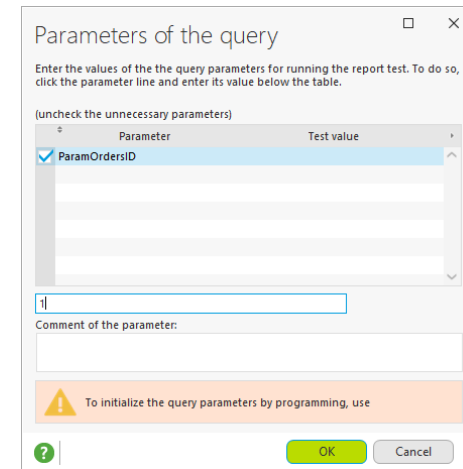 Parameters of the query
Enter the values of the the query parameters for running the report test. To do so,
click the parameter line and enter its value below the table.
(uncheck the unnecessary parameters)
Parameter Test value
ParamOrdersID
1
Comment of the parameter:
To initialize the query parameters by programming, use
? OK Cancel